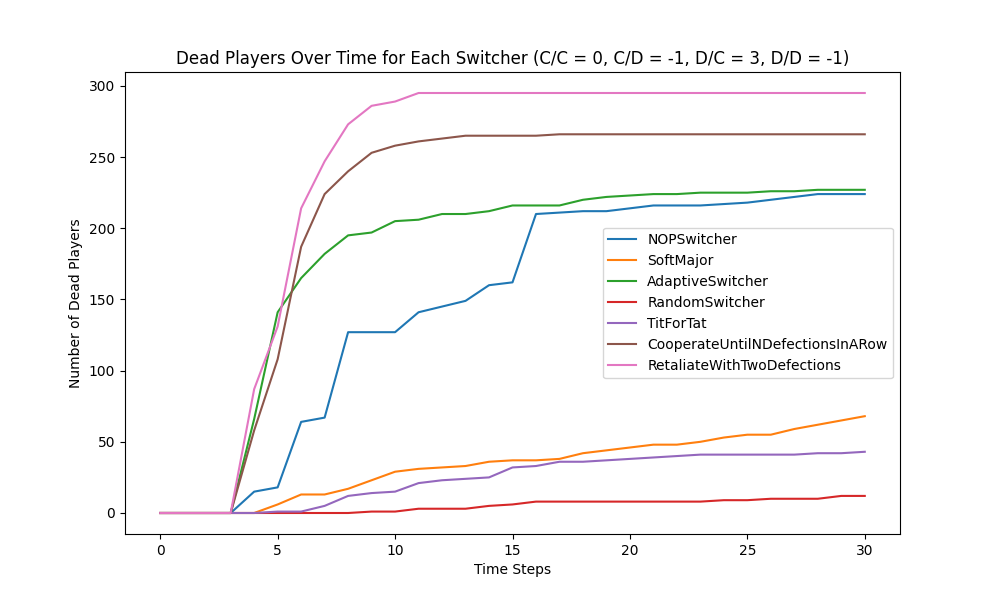 Dead Players Over Time for Each Switcher (C/C = 0, C/D = -1, D/C = 3, D/D = -1)
Number of Dead Players
300
250
200
150
100
50
0
NOPSwitcher
SoftMajor
AdaptiveSwitcher
RandomSwitcher
TitForTat
CooperateUntilNDefectionsInARow
RetaliateWithTwoDefections
0 5 10 15 20 25 30
Time Steps